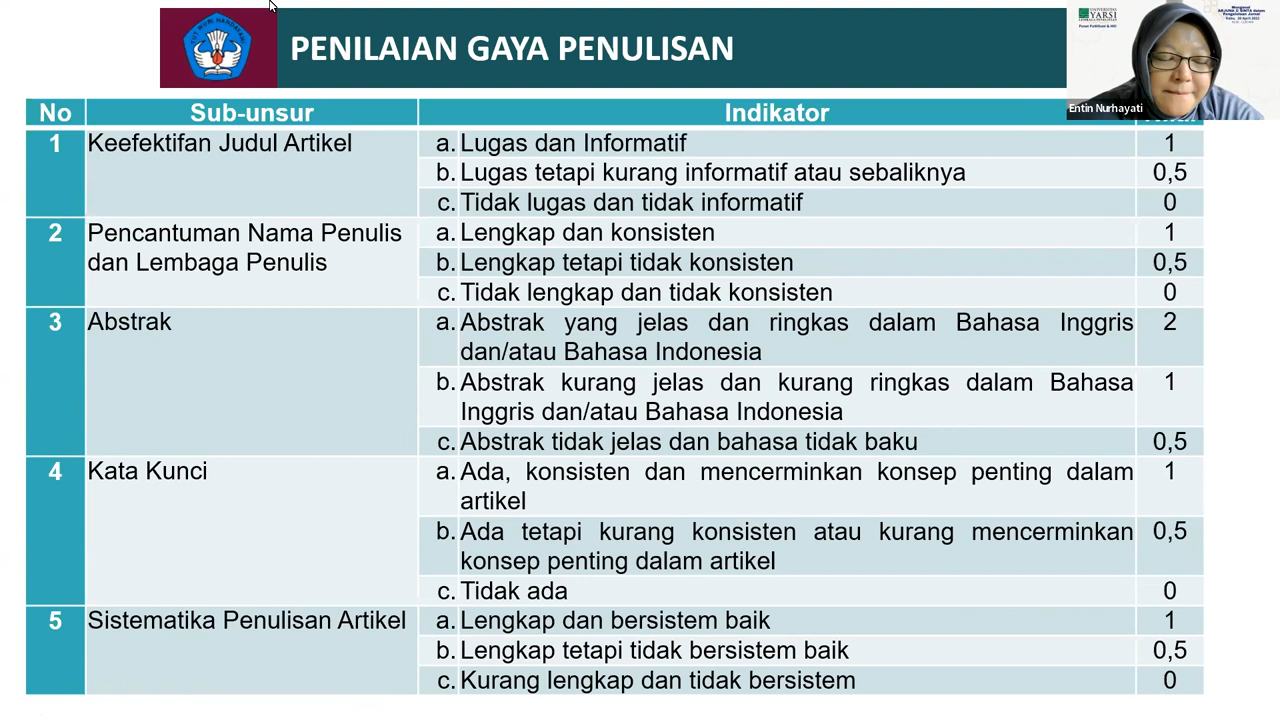 PENILAIAN GAYA PENULISAN
UNIVERSITAS
YARSI
Entin Nurhayati
No Sub-unsur Indikator
1 Keefektifan Judul Artikel a. Lugas dan Informatif 1
b. Lugas tetapi kurang informatif atau sebaliknya 0,5
c. Tidak lugas dan tidak informatif 0
2 Pencantuman Nama Penulis a. Lengkap dan konsisten 1
dan Lembaga Penulis b. Lengkap tetapi tidak konsisten 0,5
c. Tidak lengkap dan tidak konsisten 0
3 Abstrak a. Abstrak yang jelas dan ringkas dalam Bahasa Inggris 2
dan/atau Bahasa Indonesia
b. Abstrak kurang jelas dan kurang ringkas dalam Bahasa 1
Inggris dan/atau Bahasa Indonesia
c. Abstrak tidak jelas dan bahasa tidak baku 0,5
4 Kata Kunci a. Ada, konsisten dan mencerminkan konsep penting dalam 1
artikel
b. Ada tetapi kurang konsisten atau kurang mencerminkan 0,5
konsep penting dalam artikel
c. Tidak ada 0
5 Sistematika Penulisan Artikel a. Lengkap dan bersistem baik 1
b. Lengkap tetapi tidak bersistem baik 0,5
c. Kurang lengkap dan tidak bersistem 0